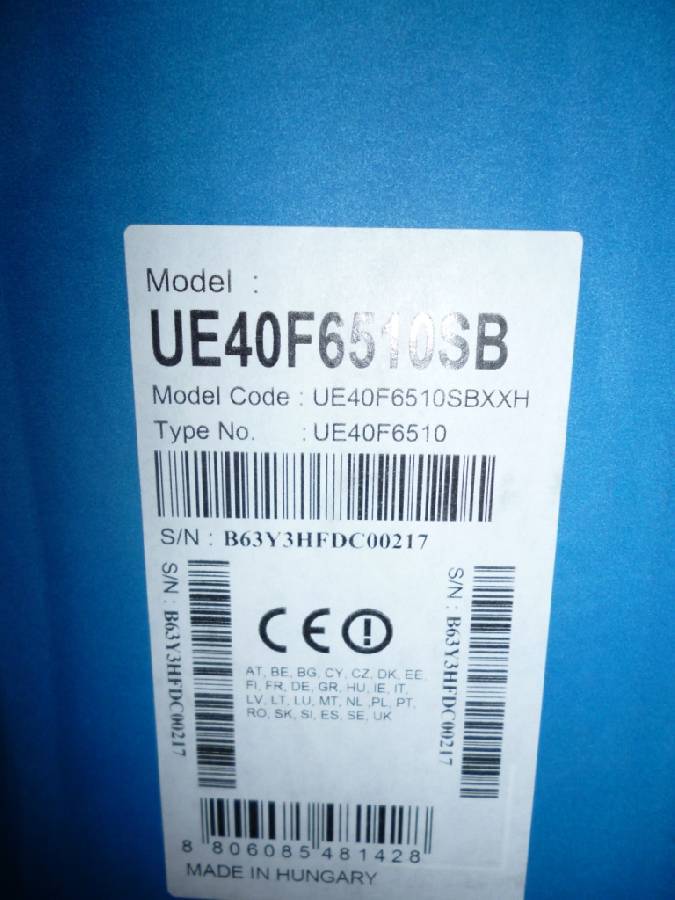 Model :
UE40F6510SB
Model Code : UE40F6510SBXXH
Type No. : UE40F6510
S/N : B63Y3HFDC00217
S/N : B63Y3HFDC00217
S/N : B63Y3HFDC00217
CE
AT, BE, BG, CY, CZ, DK, EE,
FI, FR, DE, GR, HU, IE, IT,
LV, LT, LU, MT, NL ,PL, PT,
RO, SK, SI, ES, SE, UK
8 806085 481428
MADE IN HUNGARY